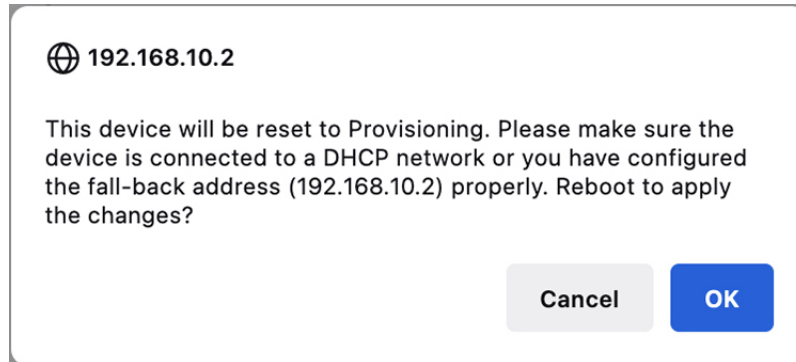 192.168.10.2
This device will be reset to Provisioning. Please make sure the
device is connected to a DHCP network or you have configured
the fall-back address (192.168.10.2) properly. Reboot to apply
the changes?
Cancel
OK